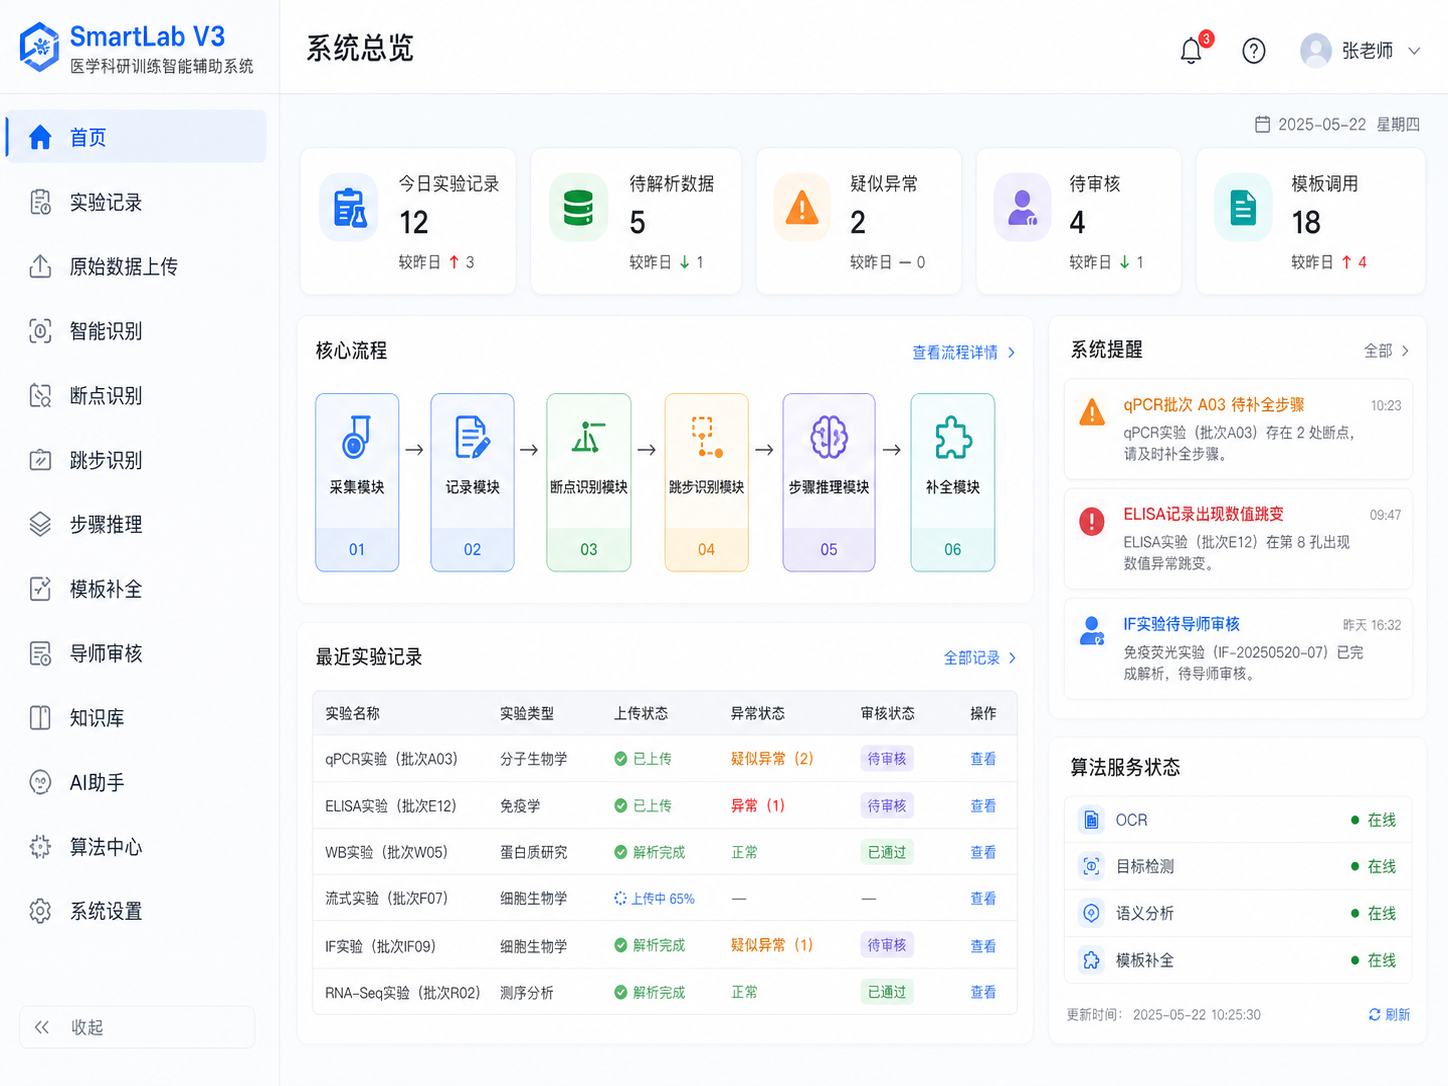 SmartLab V3
医学科研训练智能辅助系统
首页
实验记录
原始数据上传
智能识别
断点识别
跳步识别
步骤推理
模板补全
导师审核
知识库
AI助手
算法中心
系统设置
收起
系统总览
3
张老师
2025-05-22 星期四
今日实验记录
12
较昨日 ↑ 3
待解析数据
5
较昨日 ↓ 1
疑似异常
2
较昨日 — 0
待审核
4
较昨日 ↓ 1
模板调用
18
较昨日 ↑ 4
核心流程
查看流程详情
采集模块
01
记录模块
02
断点识别模块
03
跳步识别模块
04
步骤推理模块
05
补全模块
06
最近实验记录
全部记录
实验名称 实验类型 上传状态 异常状态 审核状态 操作
qPCR实验（批次A03） 分子生物学 已上传 疑似异常（2） 待审核 查看
ELISA实验（批次E12） 免疫学 已上传 异常（1） 待审核 查看
WB实验（批次W05） 蛋白质研究 解析完成 正常 已通过 查看
流式实验（批次F07） 细胞生物学 上传中 65% — — 查看
IF实验（批次IF09） 细胞生物学 解析完成 疑似异常（1） 待审核 查看
RNA-Seq实验（批次R02） 测序分析 解析完成 正常 已通过 查看
系统提醒
全部
qPCR批次 A03 待补全步骤 10:23
qPCR实验（批次A03）存在 2 处断点，
请及时补全步骤。
ELISA记录出现数值跳变 09:47
ELISA实验（批次E12）在第 8 孔出现
数值异常跳变。
IF实验待导师审核 昨天 16:32
免疫荧光实验（IF-20250520-07）已完
成解析，待导师审核。
算法服务状态
OCR 在线
目标检测 在线
语义分析 在线
模板补全 在线
更新时间： 2025-05-22 10:25:30
刷新